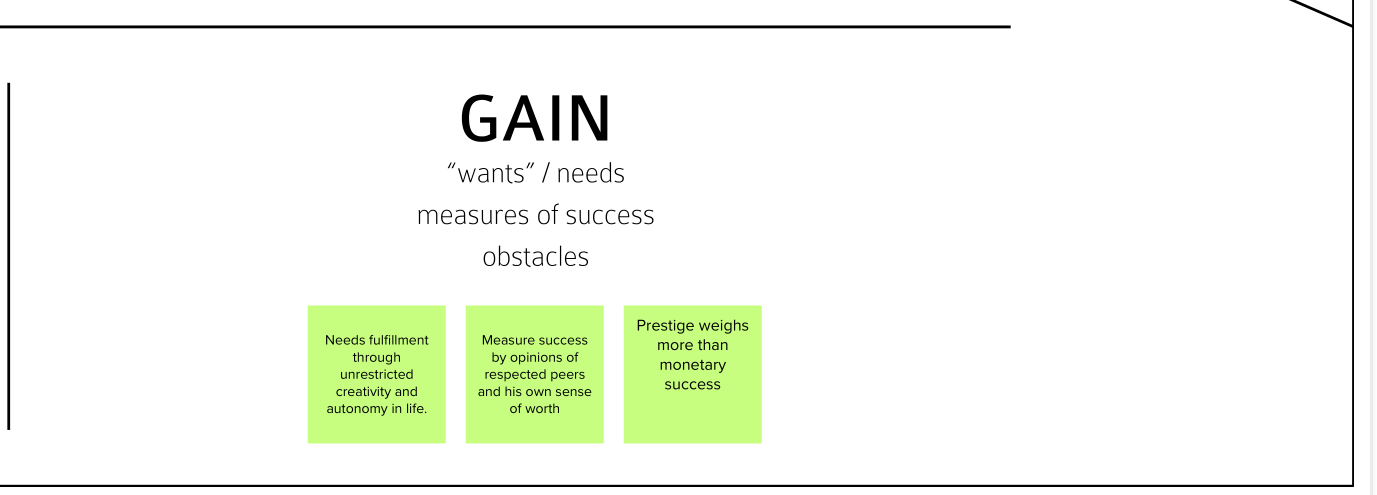 GAIN
“wants” / needs
measures of success
obstacles
Needs fulfillment
through
unrestricted
creativity and
autonomy in life.
Measure success
by opinions of
respected peers
and his own sense
of worth
Prestige weighs
more than
monetary
success